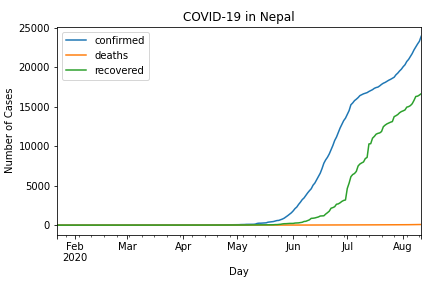 COVID-19 in Nepal
25000
20000
15000
10000
5000
0
Number of Cases
confirmed
deaths
recovered
Feb Mar Apr May Jun Jul Aug
2020
Day